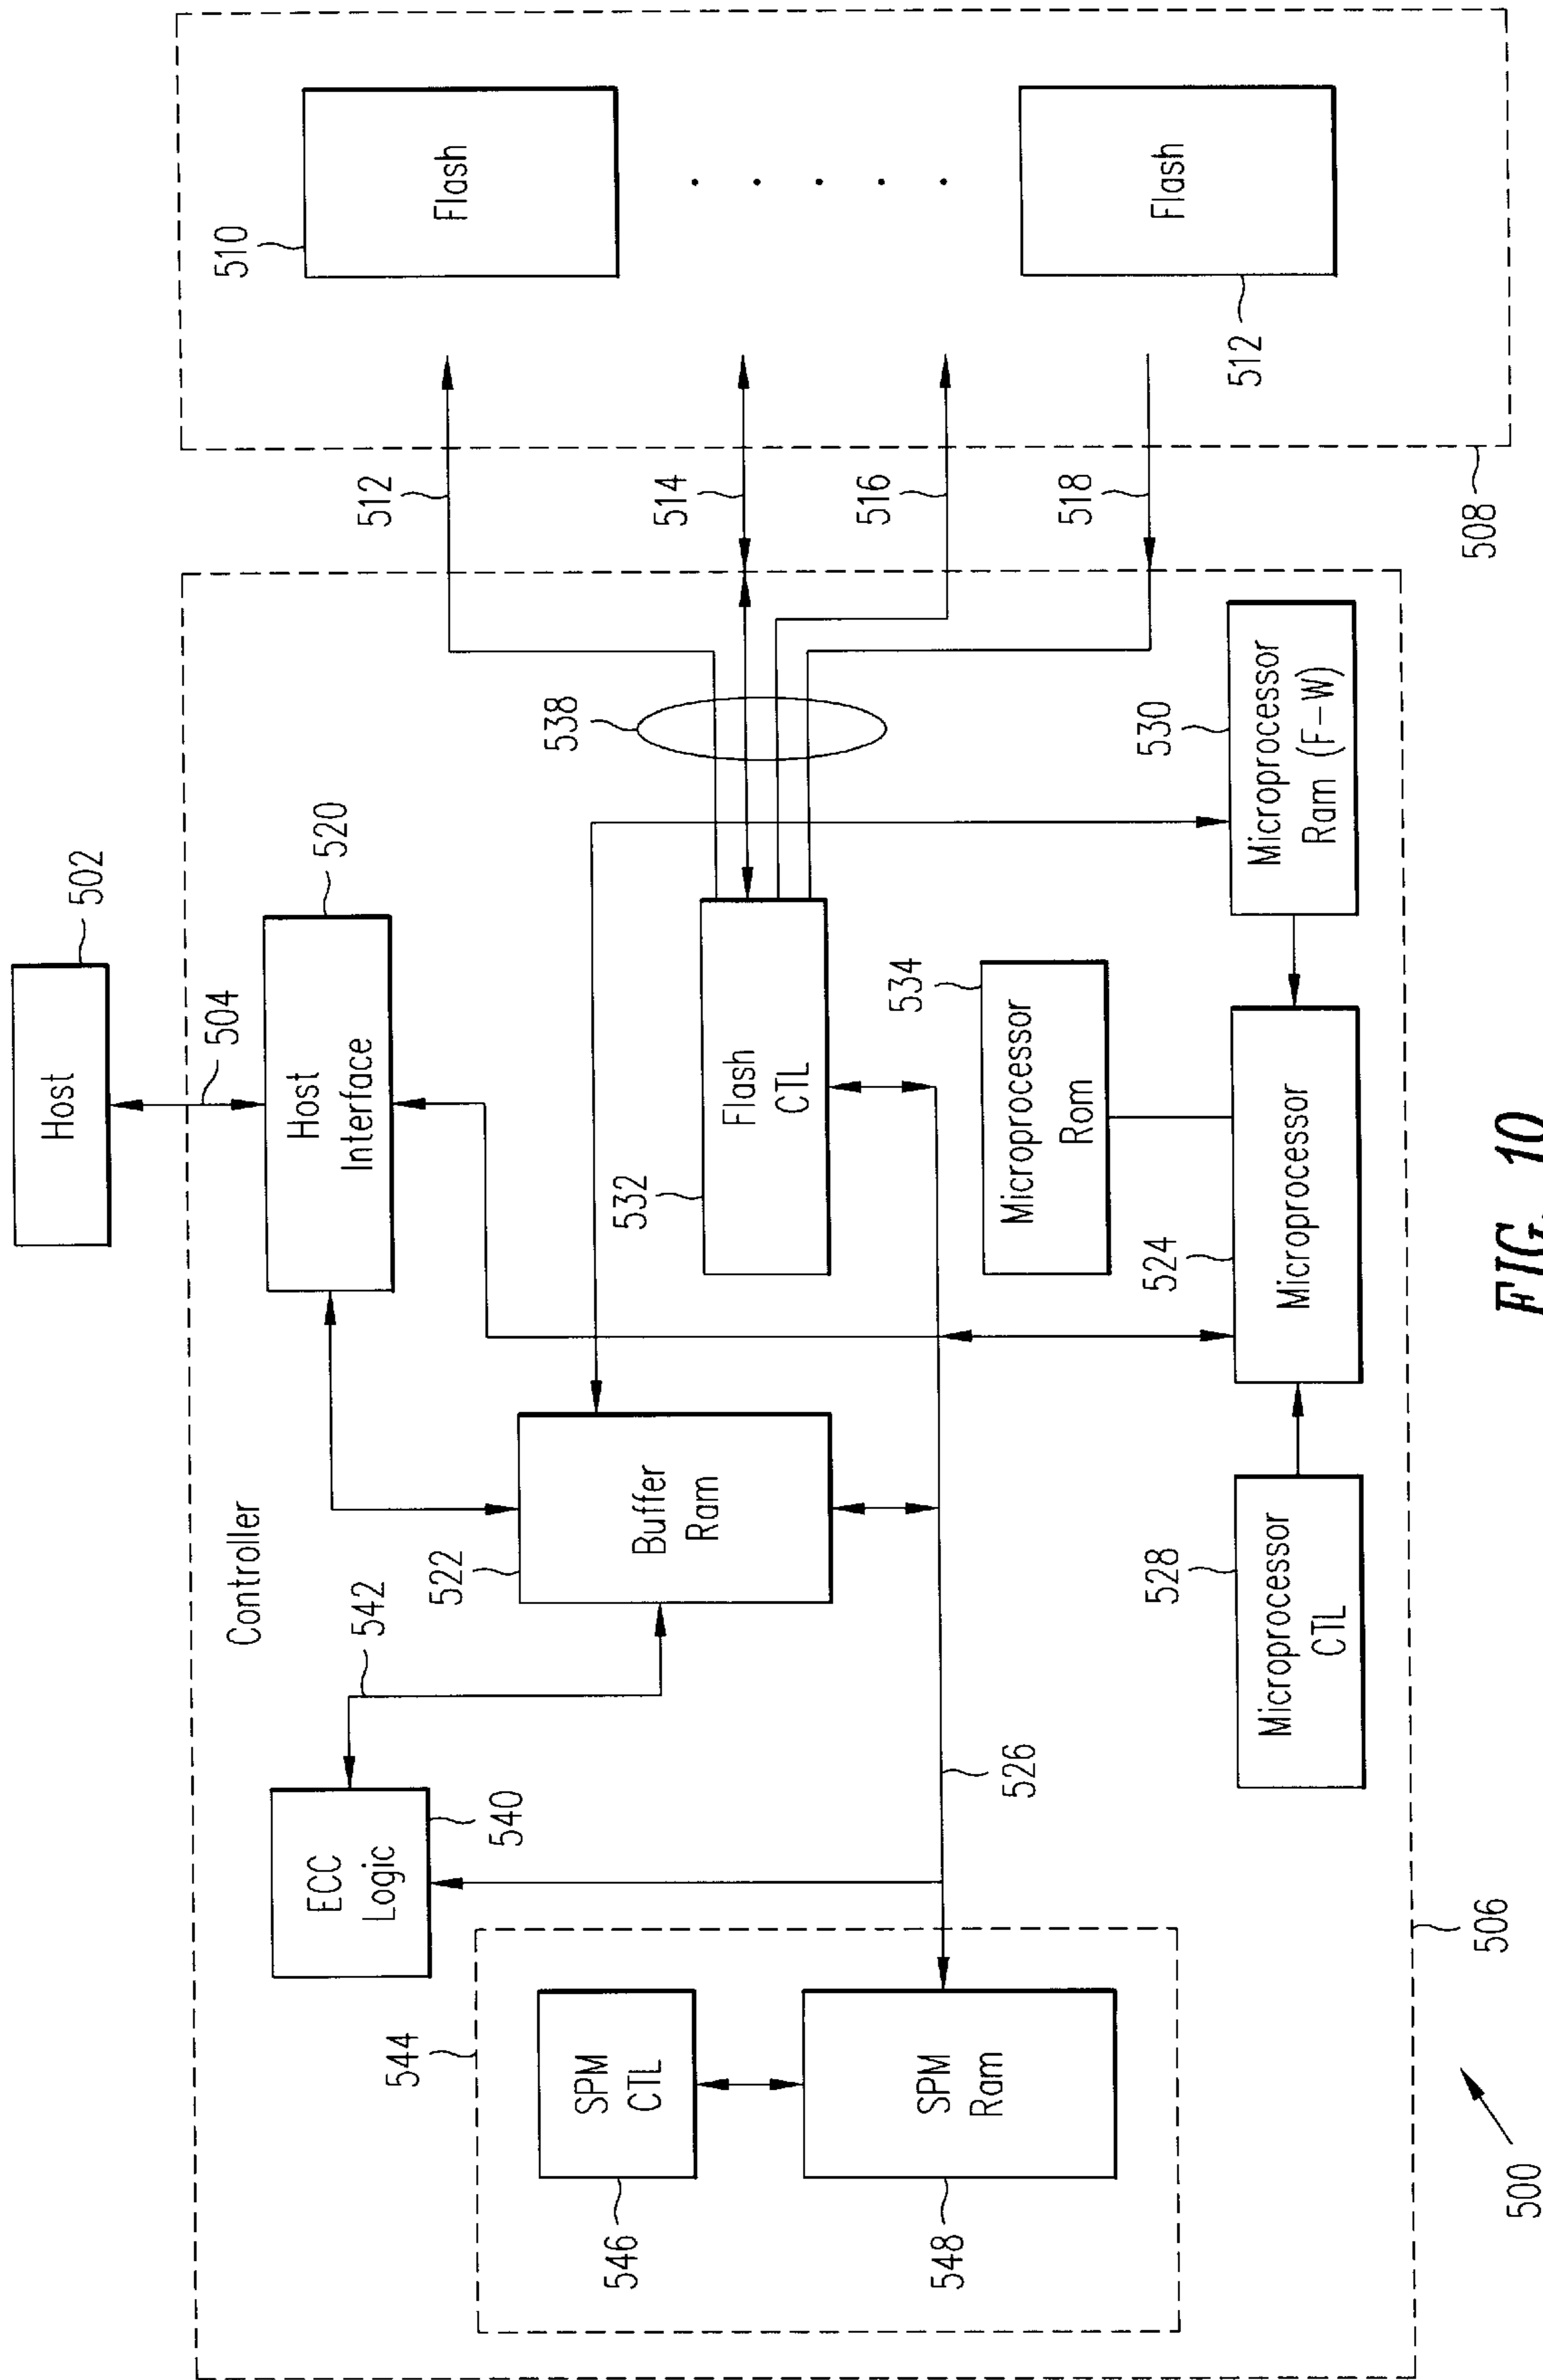 502
Host
504
520
Host
Interface
Controller
542
ECC
Logic
540
522
Buffer
Ram
532
Flash
CTL
538
512
514
516
518
510
Flash
Flash
512
508
544
SPM
CTL
546
SPM
Ram
548
526
534
Microprocessor
Rom
530
Microprocessor
Ram (F-W)
524
Microprocessor
528
Microprocessor
CTL
506
500
FIG. 10